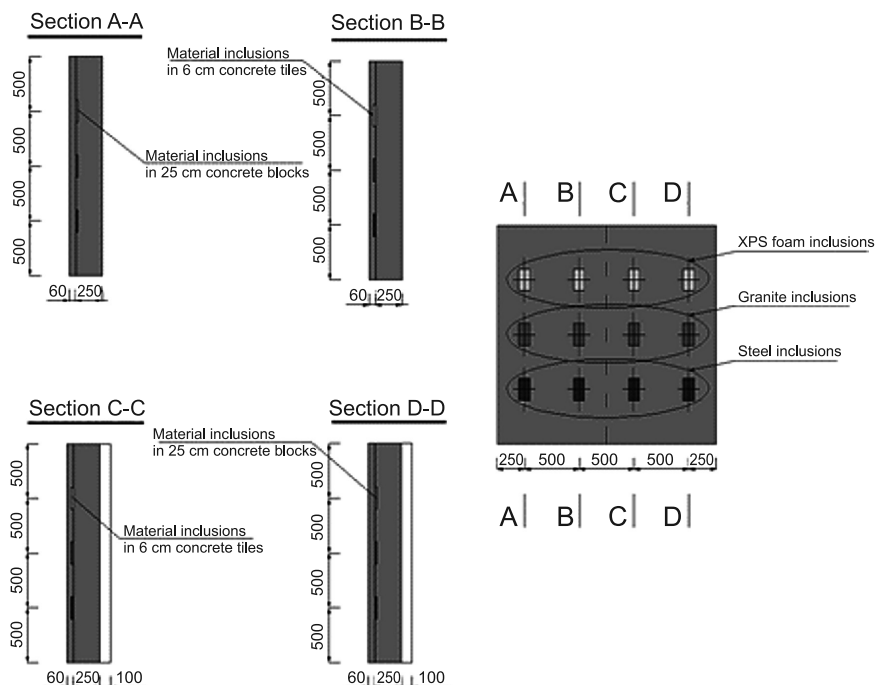 Section A-A
Material inclusions
in 25 cm concrete blocks
500
500
500
500
60 250
Section B-B
Material inclusions
in 6 cm concrete tiles
500
500
500
500
60 250
Section C-C
Material inclusions
in 6 cm concrete tiles
500
500
500
500
60 250 100
Section D-D
Material inclusions
in 25 cm concrete blocks
500
500
500
500
60 250 100
A B C D
XPS foam inclusions
Granite inclusions
Steel inclusions
250 500 500 500 250
A B C D